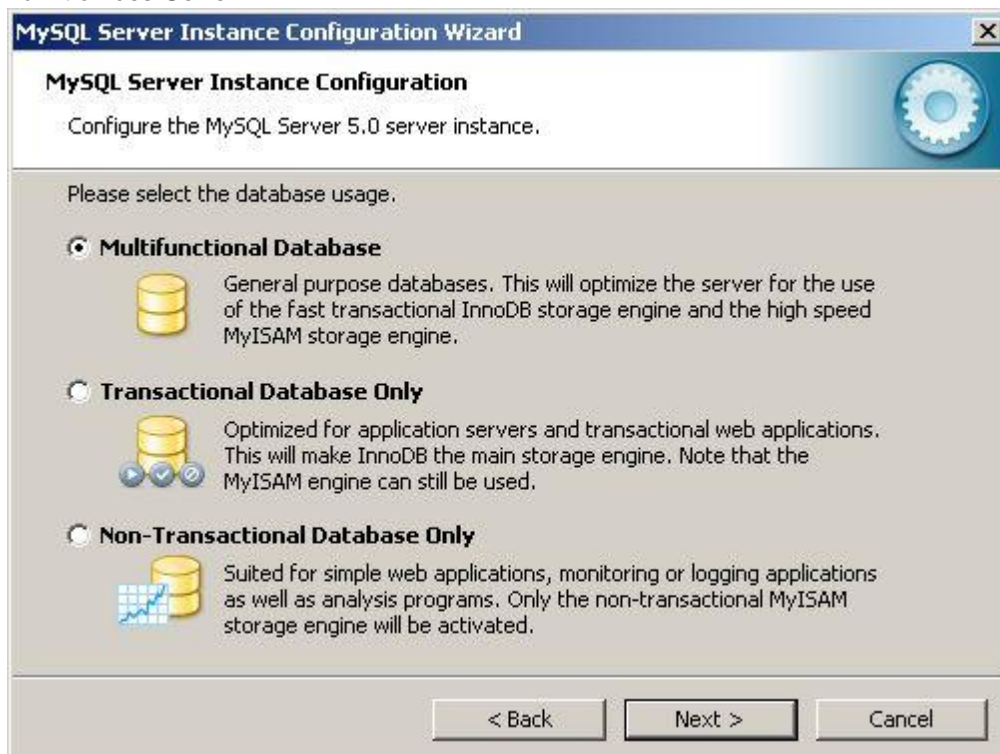 MySQL Server Instance Configuration Wizard
MySQL Server Instance Configuration
Configure the MySQL Server 5.0 server instance.
Please select the database usage.
Multifunctional Database
General purpose databases. This will optimize the server for the use
of the fast transactional InnoDB storage engine and the high speed
MyISAM storage engine.
Transactional Database Only
Optimized for application servers and transactional web applications.
This will make InnoDB the main storage engine. Note that the
MyISAM engine can still be used.
Non-Transactional Database Only
Suited for simple web applications, monitoring or logging applications
as well as analysis programs. Only the non-transactional MyISAM
storage engine will be activated.
< Back
Next >
Cancel